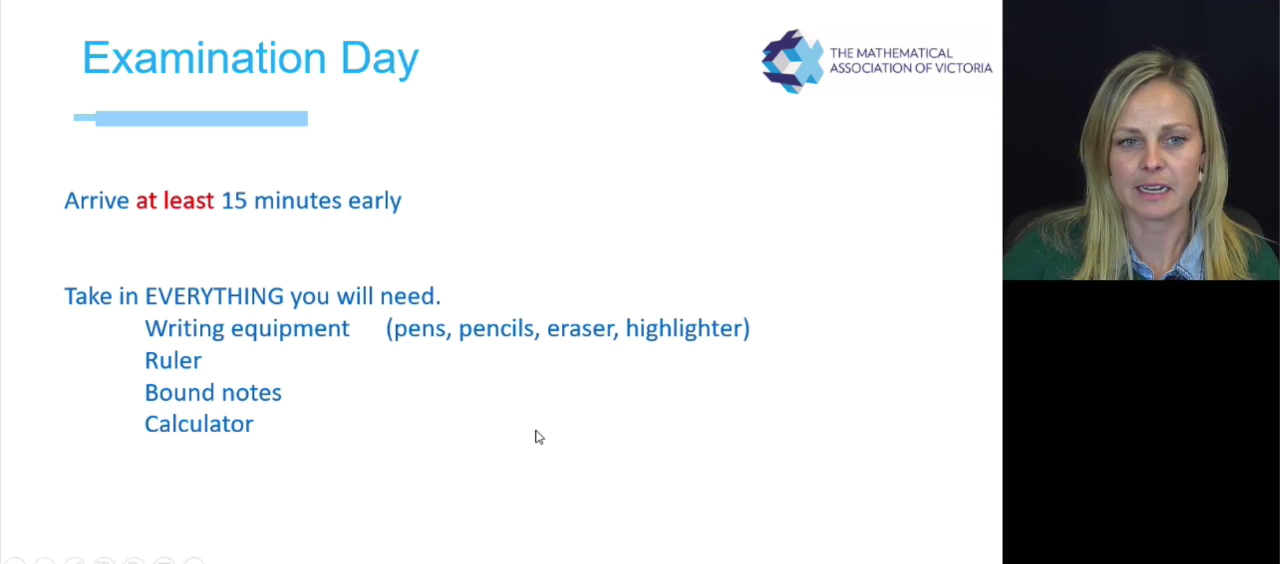 Examination Day
THE MATHEMATICAL
ASSOCIATION OF VICTORIA
Arrive at least 15 minutes early
Take in EVERYTHING you will need.
Writing equipment (pens, pencils, eraser, highlighter)
Ruler
Bound notes
Calculator